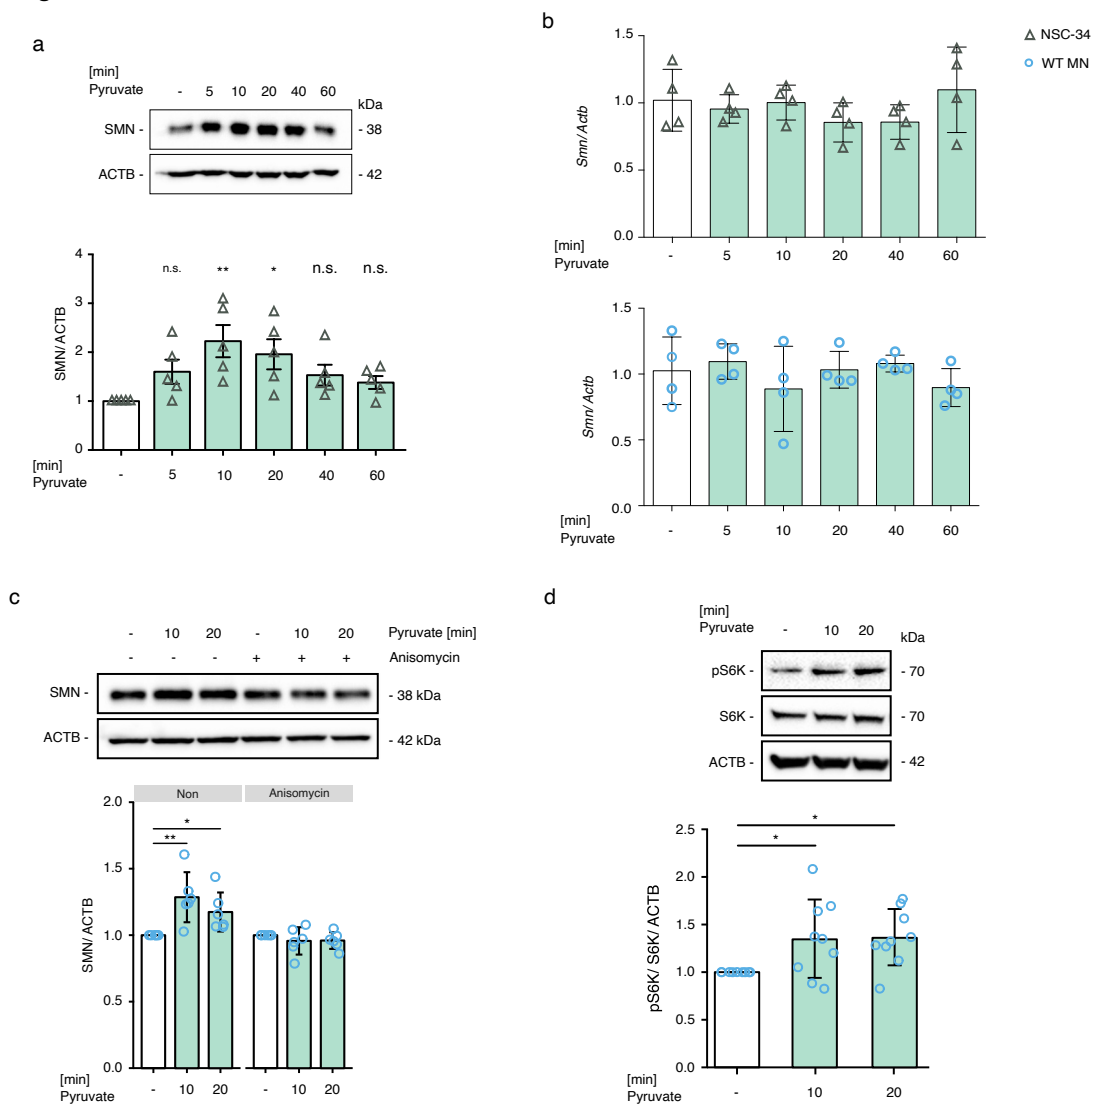 a
[min]
Pyruvate - 5 10 20 40 60
kDa
SMN - - 38
ACTB - - 42
4
3
2
1
0
SMN/ ACTB
n.s. ** * n.s. n.s.
[min]
Pyruvate
- 5 10 20 40 60
b
NSC-34
WT MN
1.5
1.0
0.5
0.0
Smn/ Actb
[min]
Pyruvate
- 5 10 20 40 60
1.5
1.0
0.5
0.0
Smn/ Actb
[min]
Pyruvate
- 5 10 20 40 60
c
- 10 20 - 10 20 Pyruvate [min]
- - - + + + Anisomycin
SMN - - 38 kDa
ACTB - - 42 kDa
Non Anisomycin
2.0
1.5
1.0
0.5
0.0
SMN/ ACTB
*
**
[min]
Pyruvate
- 10 20 - 10 20
d
[min]
Pyruvate - 10 20
kDa
pS6K - - 70
S6K - - 70
ACTB - - 42
2.5
2.0
1.5
1.0
0.5
0.0
pS6K/ S6K/ ACTB
*
*
[min]
Pyruvate
- 10 20